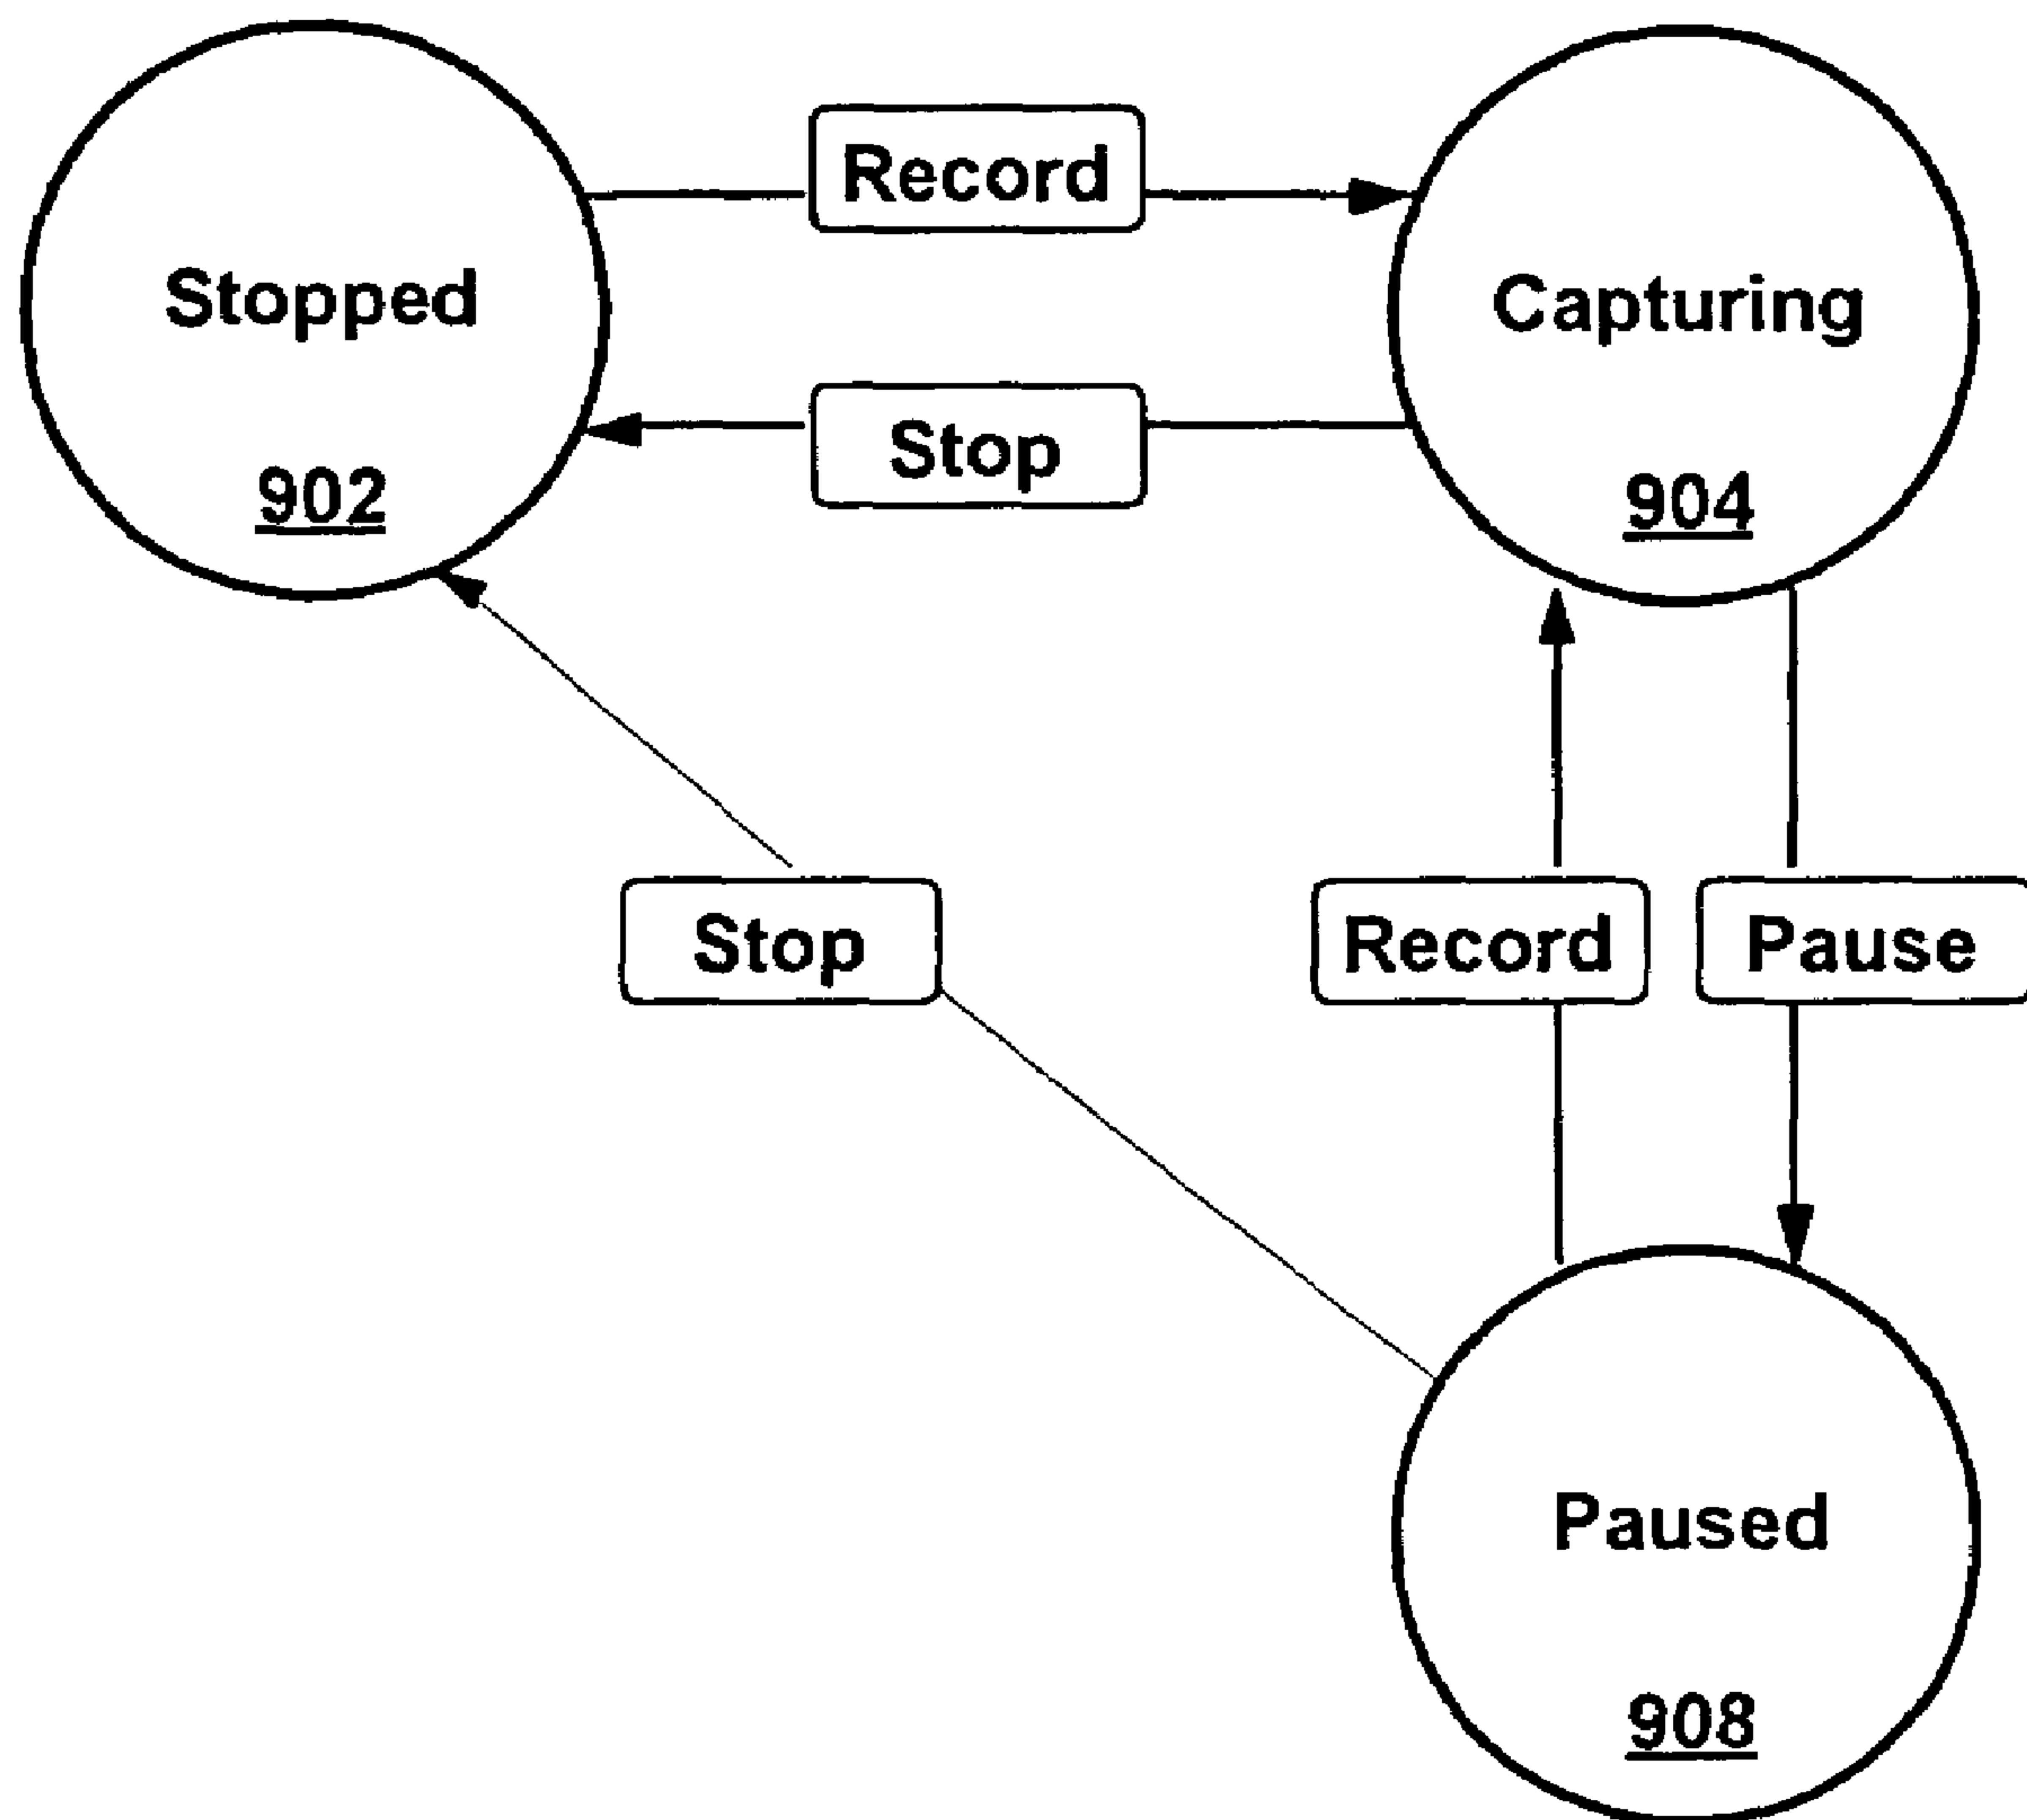 Record
Stopped
Capturing
Stop
902
904
Stop
Record
Pause
Paused
908